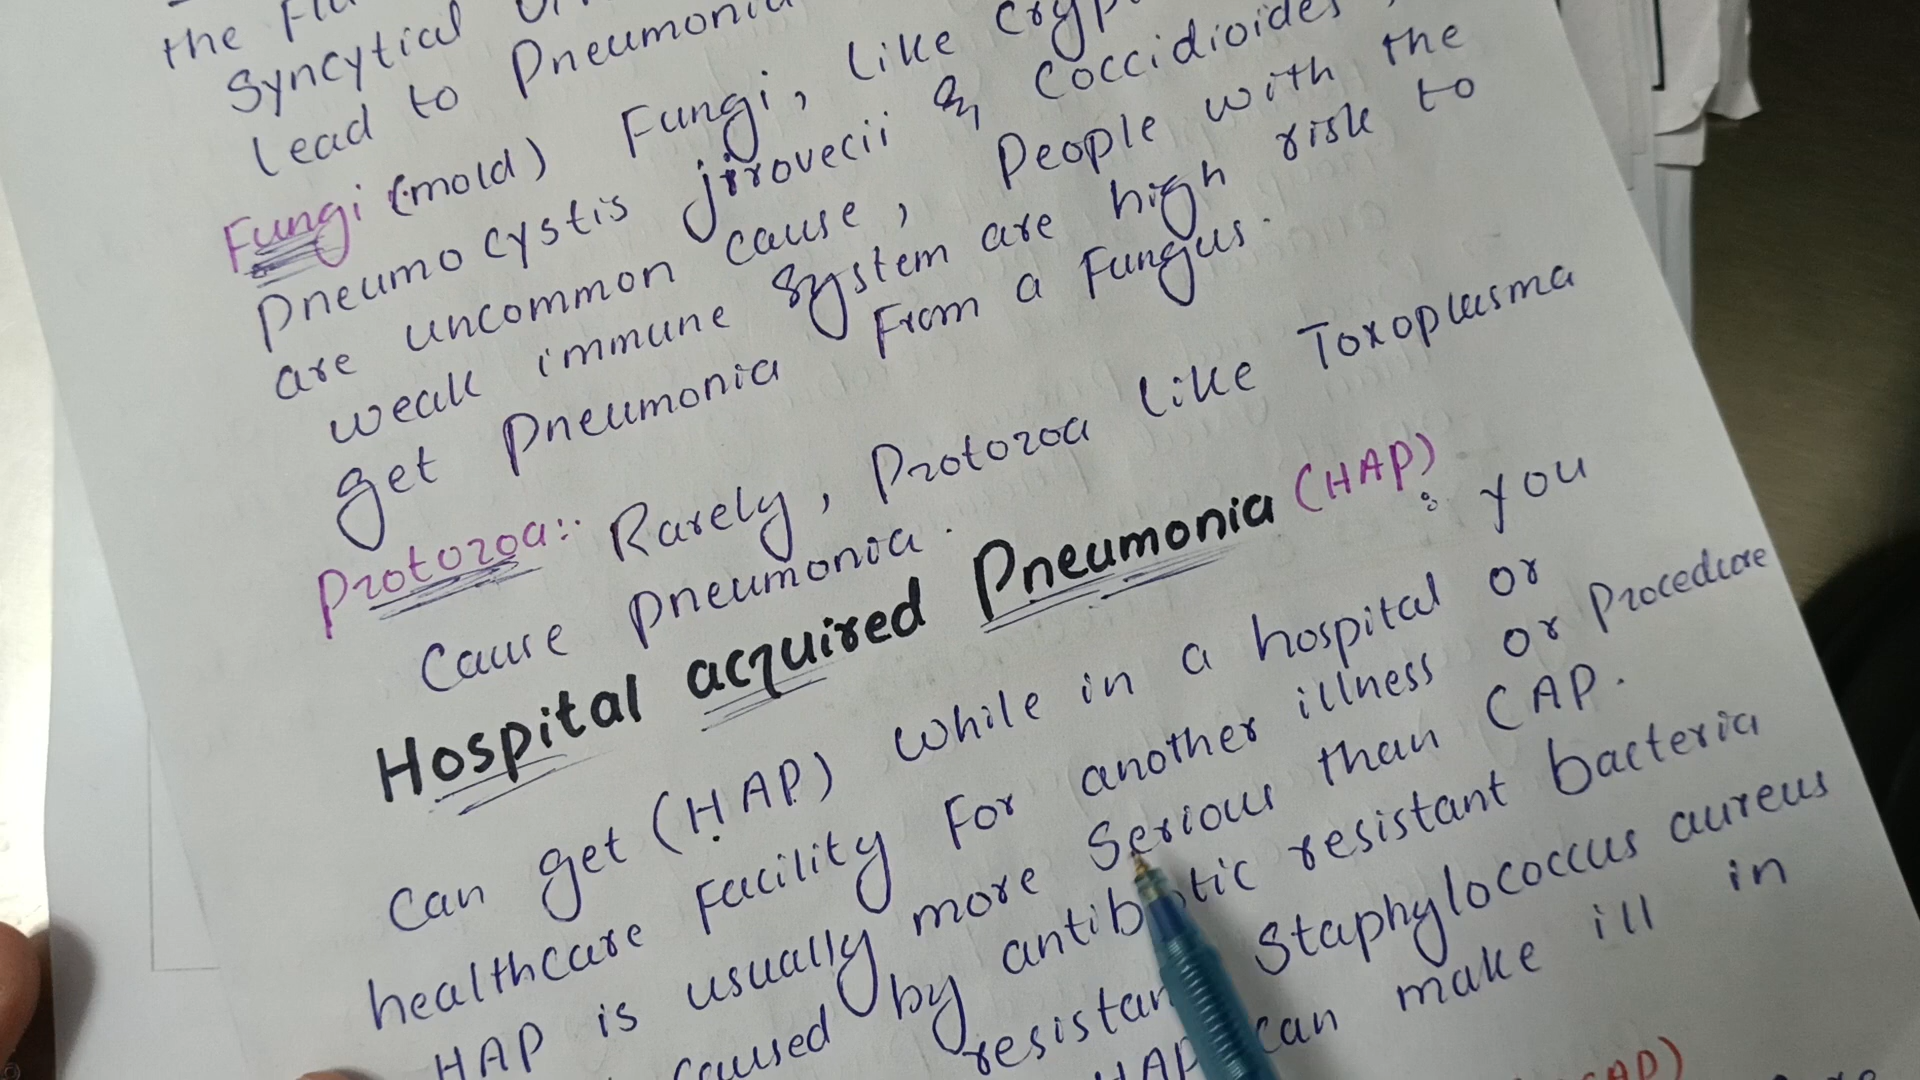 the
Syncytial
lead to Pneumonia
Fungi (mold) Fungi, like
Pneumocystis jirovecii & Coccidioides
are uncommon cause, People with the
weak immune System are high risk to
get Pneumonia From a Fungus.
Protozoa:- Rarely, Protozoa like Toxoplasma
Cause Pneumonia.
Hospital acquired Pneumonia (HAP)
: you
Can get (HAP) while in a hospital or
healthcare Facility For another illness or Procedure
HAP is usually more Serious than CAP.
caused by antibiotic resistant bacteria
Staphylococcus aureus
HAP can make ill in